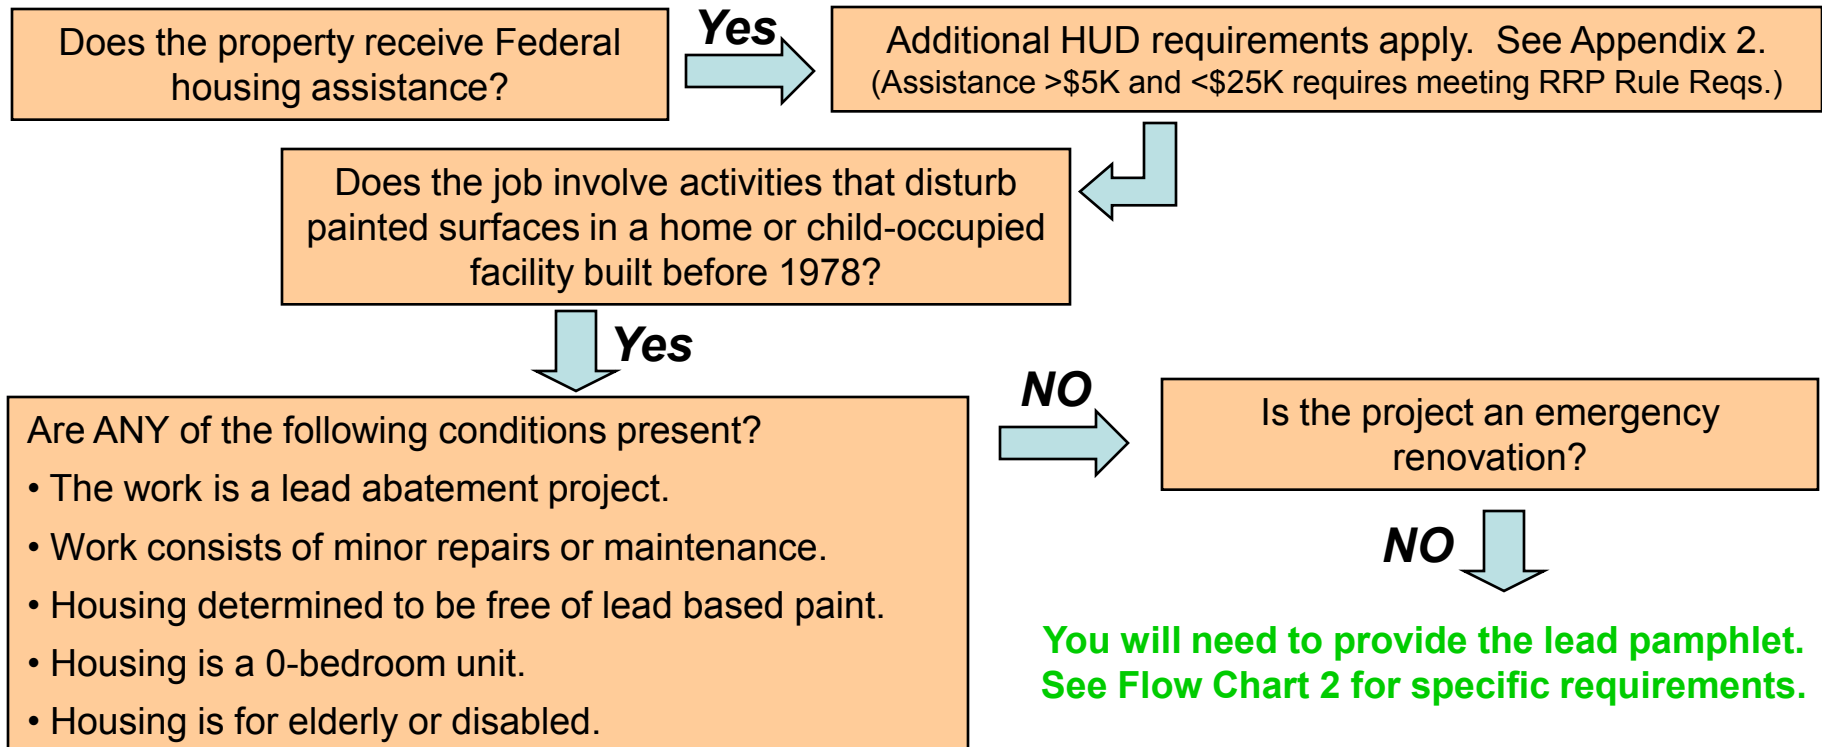 Does the property receive Federal
housing assistance?
Yes
Additional HUD requirements apply.  See Appendix 2.
(Assistance >$5K and <$25K requires meeting RRP Rule Reqs.)
Does the job involve activities that disturb
painted surfaces in a home or child-occupied
facility built before 1978?
Yes
Are ANY of the following conditions present?
• The work is a lead abatement project.
• Work consists of minor repairs or maintenance.
• Housing determined to be free of lead based paint.
• Housing is a 0-bedroom unit.
• Housing is for elderly or disabled.
NO
Is the project an emergency
renovation?
NO
You will need to provide the lead pamphlet.
See Flow Chart 2 for specific requirements.